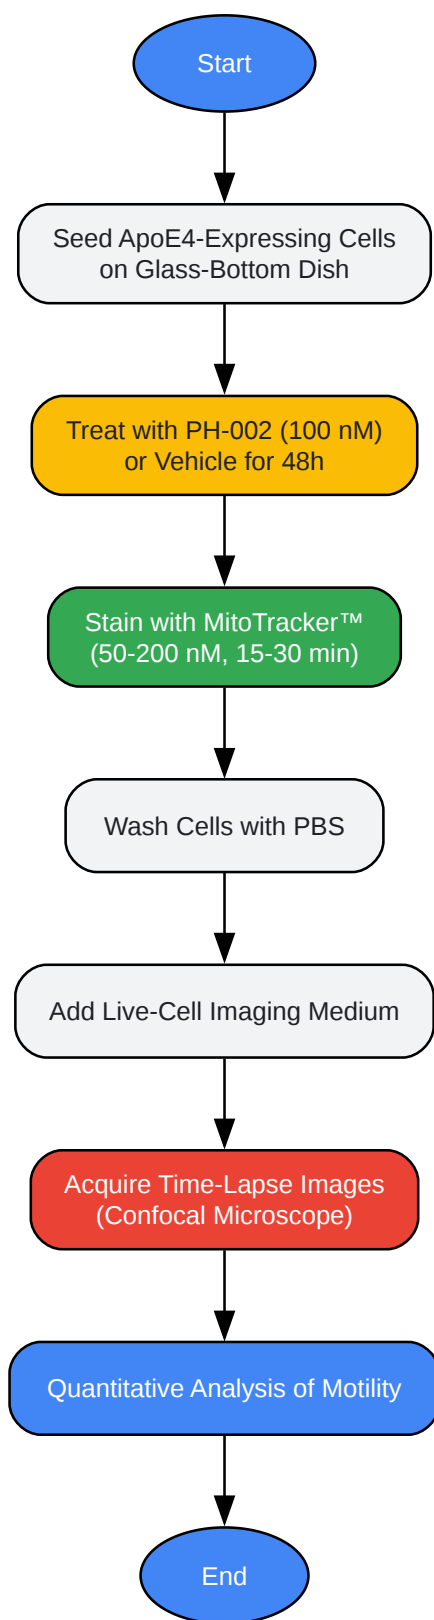 Start
Seed ApoE4-Expressing Cells
on Glass-Bottom Dish
Treat with PH-002 (100 nM)
or Vehicle for 48h
Stain with MitoTracker™
(50-200 nM, 15-30 min)
Wash Cells with PBS
Add Live-Cell Imaging Medium
Acquire Time-Lapse Images
(Confocal Microscope)
Quantitative Analysis of Motility
End